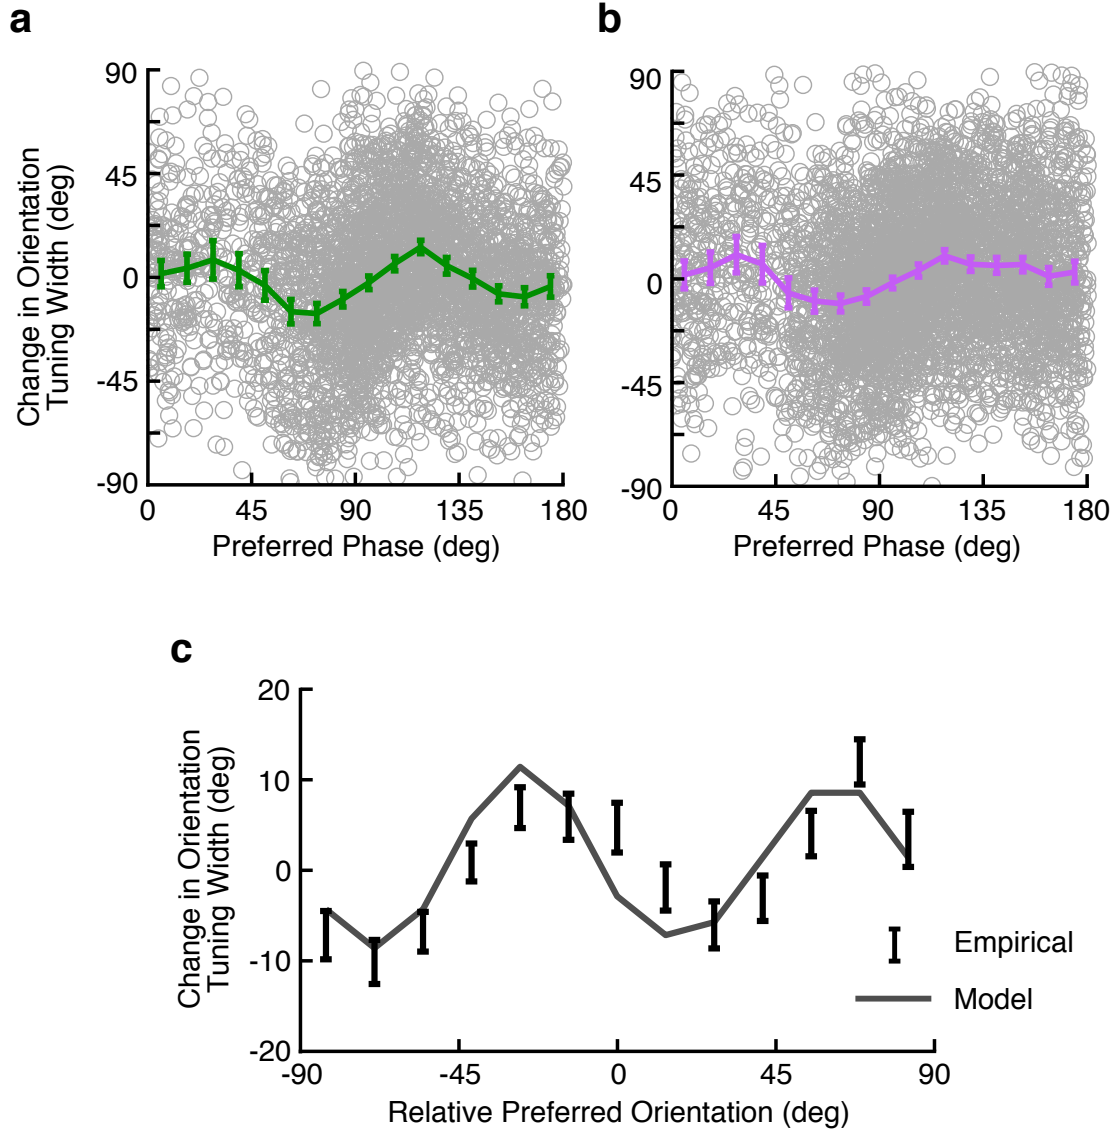 a
90
45
0
-45
-90
Change in Orientation
Tuning Width (deg)
0 45 90 135 180
Preferred Phase (deg)
b
90
45
0
-45
-90
0 45 90 135 180
Preferred Phase (deg)
c
20
10
0
-10
-20
Change in Orientation
Tuning Width (deg)
Empirical
Model
-90 -45 0 45 90
Relative Preferred Orientation (deg)